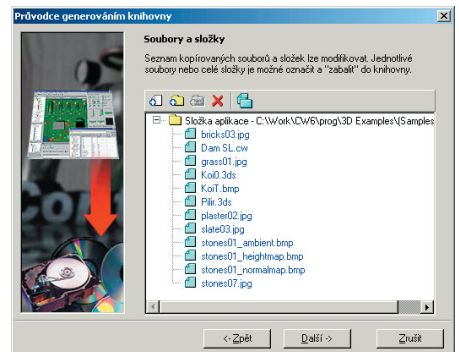 Průvodce generováním knihovny
Soubory a složky
Seznam kopírovaných souborů a složek lze modifikovat. Jednotlivé
soubory nebo celé složky je možné označit a "zabalit" do knihovny.
Složka aplikace - C:\Work\CW6\prog\3D Examples\(Samples
bricks03.jpg
Dam SL.cw
grass01.jpg
Koi0.3ds
KoiT.bmp
Pilir.3ds
plaster02.jpg
slate03.jpg
stones01_ambient.bmp
stones01_heightmap.bmp
stones01_normalmap.bmp
stones07.jpg
<- Zpět
Další ->
Zrušit